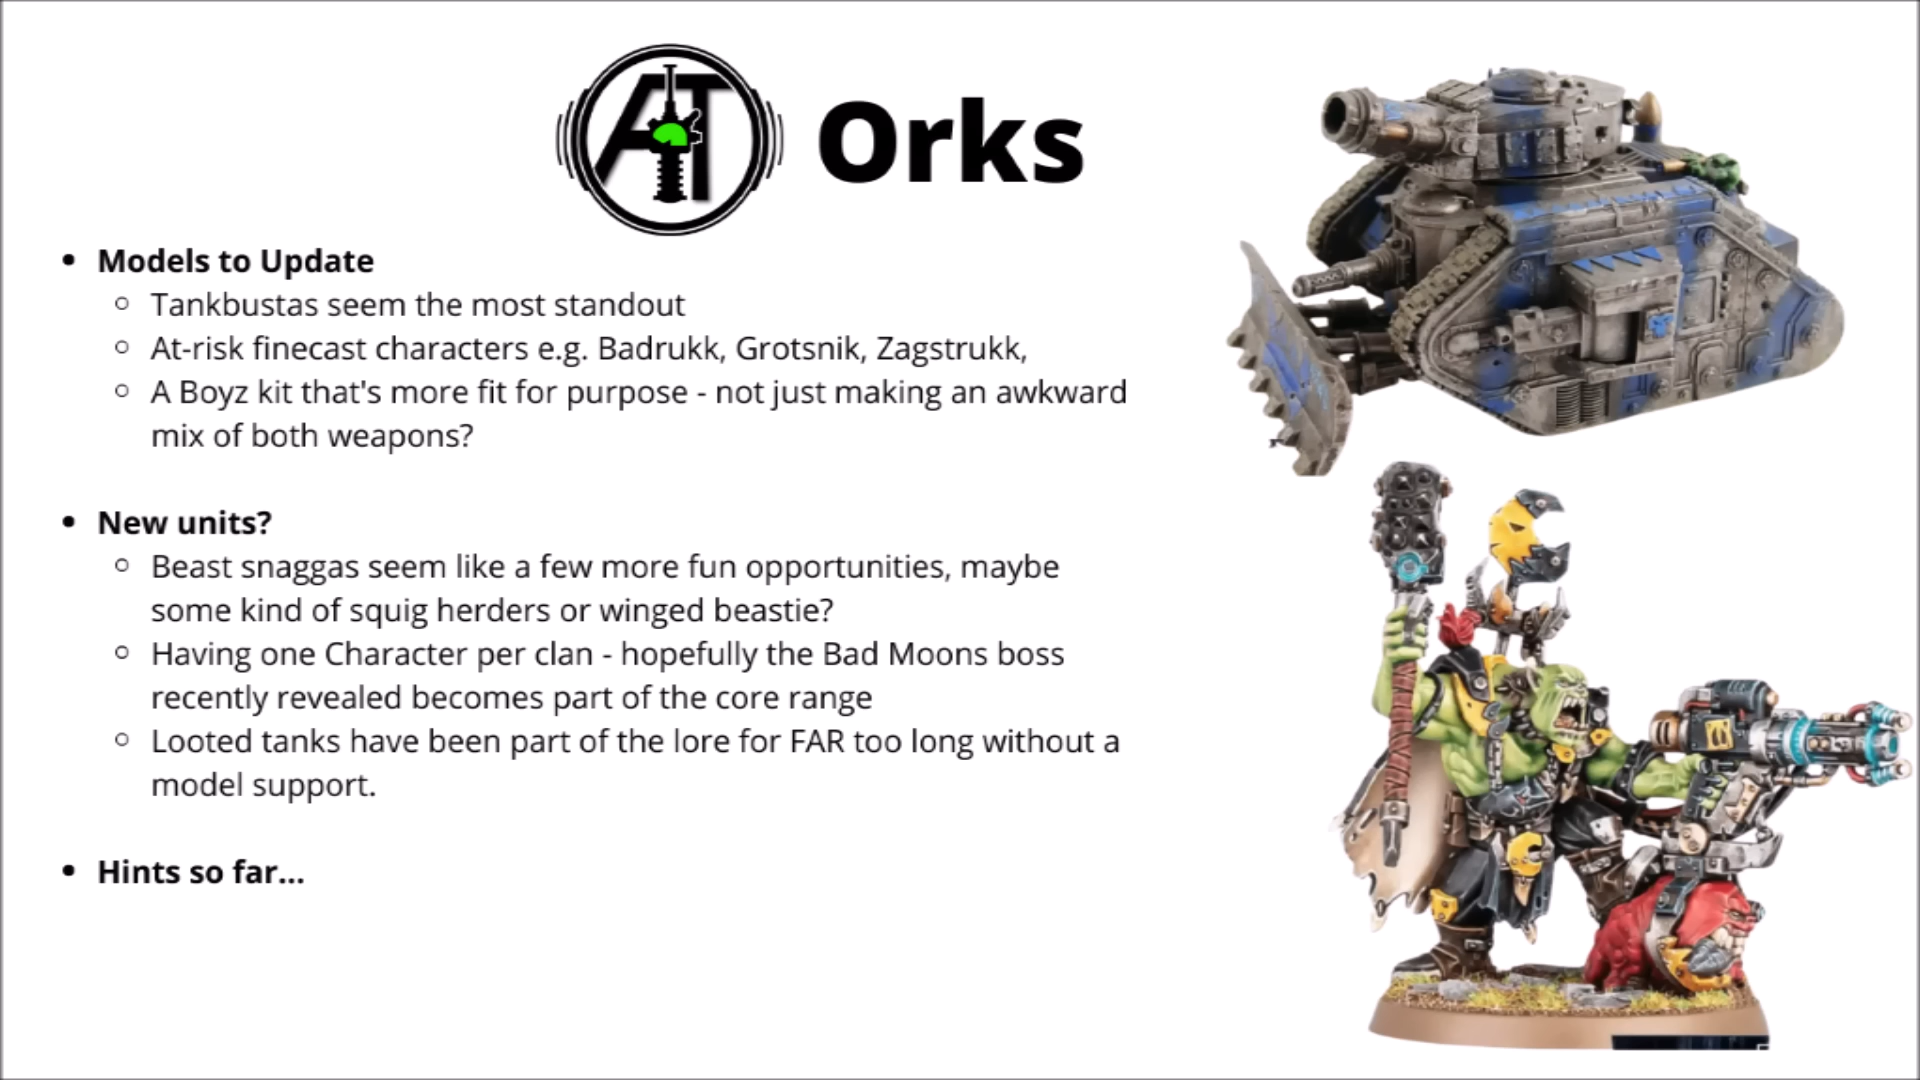 AT Orks
• Models to Update
○ Tankbustas seem the most standout
○ At-risk finecast characters e.g. Badrukk, Grotsnik, Zagstrukk,
○ A Boyz kit that's more fit for purpose - not just making an awkward
mix of both weapons?
• New units?
○ Beast snaggas seem like a few more fun opportunities, maybe
some kind of squig herders or winged beastie?
○ Having one Character per clan - hopefully the Bad Moons boss
recently revealed becomes part of the core range
○ Looted tanks have been part of the lore for FAR too long without a
model support.
• Hints so far...